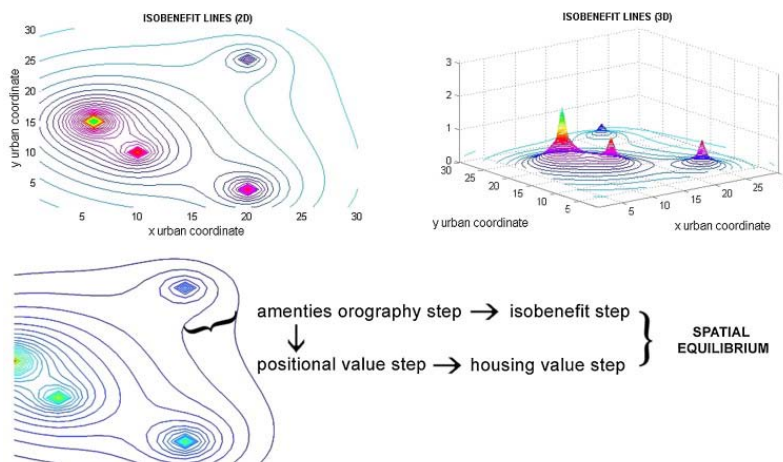 ISOBENEFIT LINES (2D)
30
25
20
15
10
5
y urban coordinate
5 10 15 20 25 30
x urban coordinate
ISOBENEFIT LINES (3D)
3
2
1
0
30
25
20
15
10
5
y urban coordinate
5
10
15
20
25
x urban coordinate
amenties orography step → isobenefit step
↓
positional value step → housing value step
SPATIAL
EQUILIBRIUM